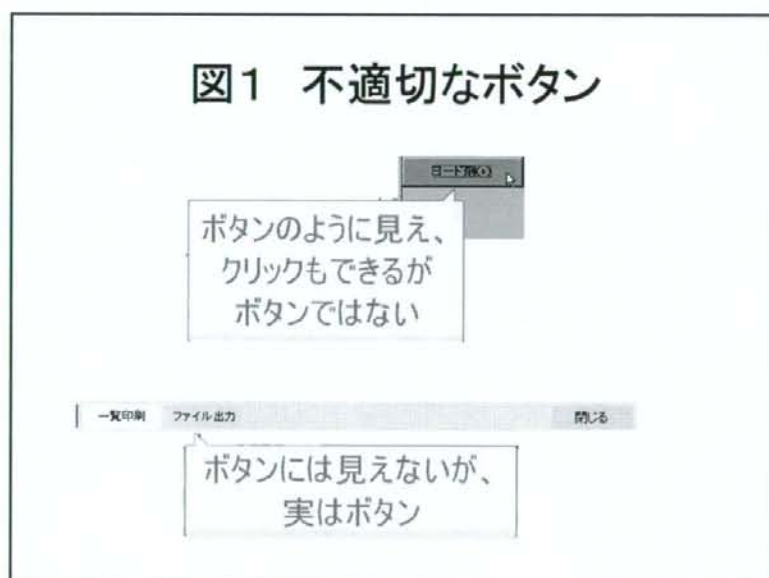 図1 不適切なボタン
ボタンのように見え、
クリックもできるが
ボタンではない
一覧印刷 ファイル出力 閉じる
ボタンには見えないが、
実はボタン